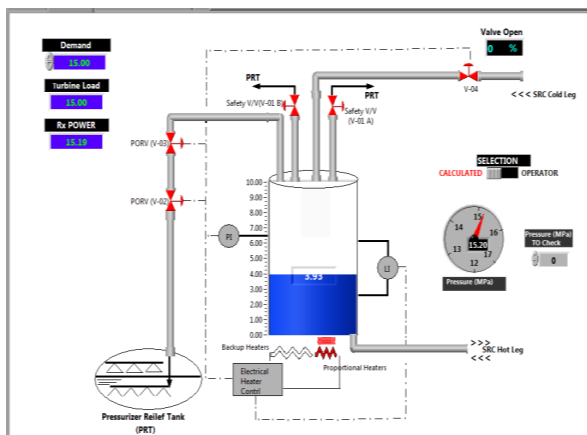 Demand
15.00
Turbine Load
15.00
Rx POWER
15.19
Valve Open
0 %
V-04
<<< SRC Cold Leg
PRT
PRT
Safety V/V(V-01 B)
Safety V/V
(V-01 A)
PORV (V-03)
PORV (V-02)
SELECTION
CALCULATED
OPERATOR
10.00
9.00
8.00
7.00
6.00
5.00
4.00
3.00
2.00
1.00
0.00
3.93
PI
LI
12
13
14
15
16
17
15.20
Pressure (MPa)
Pressure (MPa)
TO Check
0
Backup Heaters
Proportional Heaters
Electrical
Heater
Contrl
>>>
SRC Hot Leg
<<<
Pressurizer Reilef Tank
(PRT)